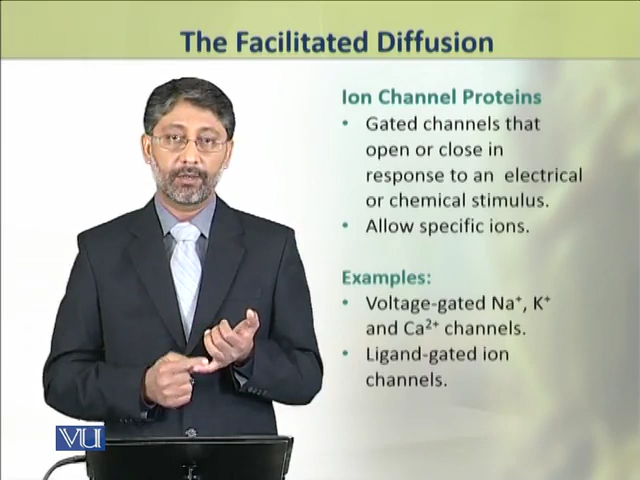 The Facilitated Diffusion
Ion Channel Proteins
• Gated channels that
open or close in
response to an electrical
or chemical stimulus.
• Allow specific ions.
Examples:
• Voltage-gated Na⁺, K⁺
and Ca²⁺ channels.
• Ligand-gated ion
channels.
VU